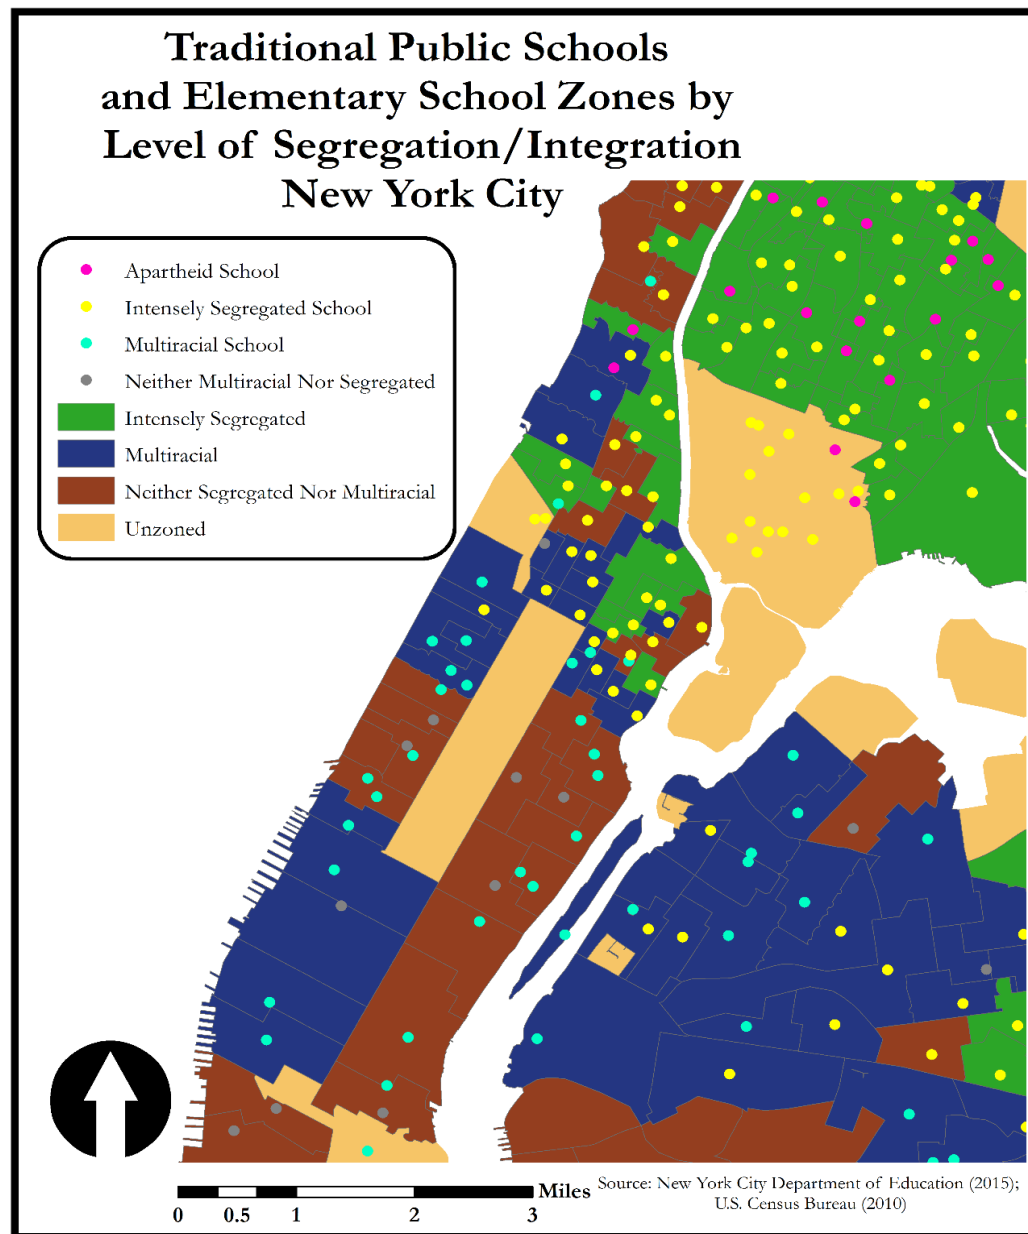 Traditional Public Schools
and Elementary School Zones by
Level of Segregation/Integration
New York City
Apartheid School
Intensely Segregated School
Multiracial School
Neither Multiracial Nor Segregated
Intensely Segregated
Multiracial
Neither Segregated Nor Multiracial
Unzoned
Miles
0 0.5 1 2 3
Source: New York City Department of Education (2015);
U.S. Census Bureau (2010)